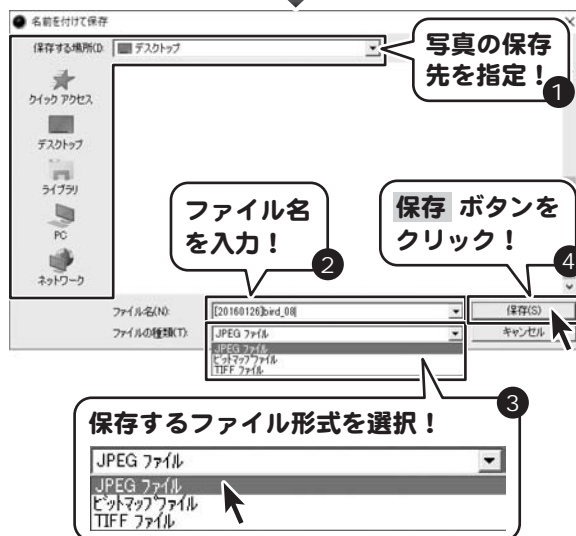 名前を付けて保存
保存する場所(I):
デスクトップ
写真の保存
先を指定！
1
クイック アクセス
デスクトップ
ライブラリ
PC
ネットワーク
ファイル名
を入力！
2
保存 ボタンを
クリック！
4
ファイル名(N):
[20160126]bird_08
保存(S)
ファイルの種類(T):
JPEG ファイル
キャンセル
JPEG ファイル
ビットマップファイル
TIFF ファイル
3
保存するファイル形式を選択！
JPEG ファイル
JPEG ファイル
ビットマップファイル
TIFF ファイル